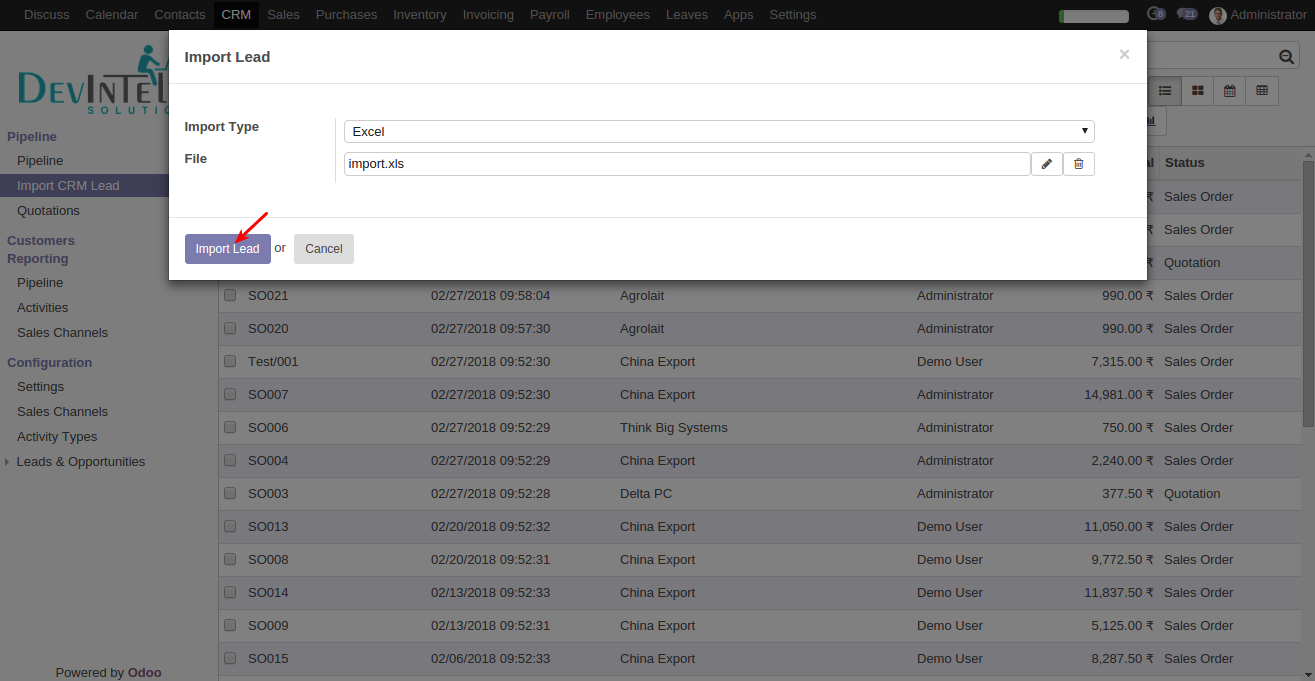 Discuss Calendar Contacts CRM Sales Purchases Inventory Invoicing Payroll Employees Leaves Apps Settings 8 21 Administrator
Import Lead ×
DEVINTEL
SOLUTIO
Import Type Excel
File import.xls
Import Lead or Cancel
Pipeline
Pipeline
Import CRM Lead
Quotations
Customers
Reporting
Pipeline
Activities
Sales Channels
Configuration
Settings
Sales Channels
Activity Types
Leads & Opportunities
Powered by Odoo
al Status
₹ Sales Order
₹ Sales Order
₹ Quotation
SO021 02/27/2018 09:58:04 Agrolait Administrator 990.00 ₹ Sales Order
SO020 02/27/2018 09:57:30 Agrolait Administrator 990.00 ₹ Sales Order
Test/001 02/27/2018 09:52:30 China Export Demo User 7,315.00 ₹ Sales Order
SO007 02/27/2018 09:52:30 China Export Administrator 14,981.00 ₹ Sales Order
SO006 02/27/2018 09:52:29 Think Big Systems Administrator 750.00 ₹ Sales Order
SO004 02/27/2018 09:52:29 China Export Administrator 2,240.00 ₹ Sales Order
SO003 02/27/2018 09:52:28 Delta PC Administrator 377.50 ₹ Quotation
SO013 02/20/2018 09:52:32 China Export Demo User 11,050.00 ₹ Sales Order
SO008 02/20/2018 09:52:31 China Export Demo User 9,772.50 ₹ Sales Order
SO014 02/13/2018 09:52:33 China Export Demo User 11,837.50 ₹ Sales Order
SO009 02/13/2018 09:52:31 China Export Demo User 5,125.00 ₹ Sales Order
SO015 02/06/2018 09:52:33 China Export Demo User 8,287.50 ₹ Sales Order